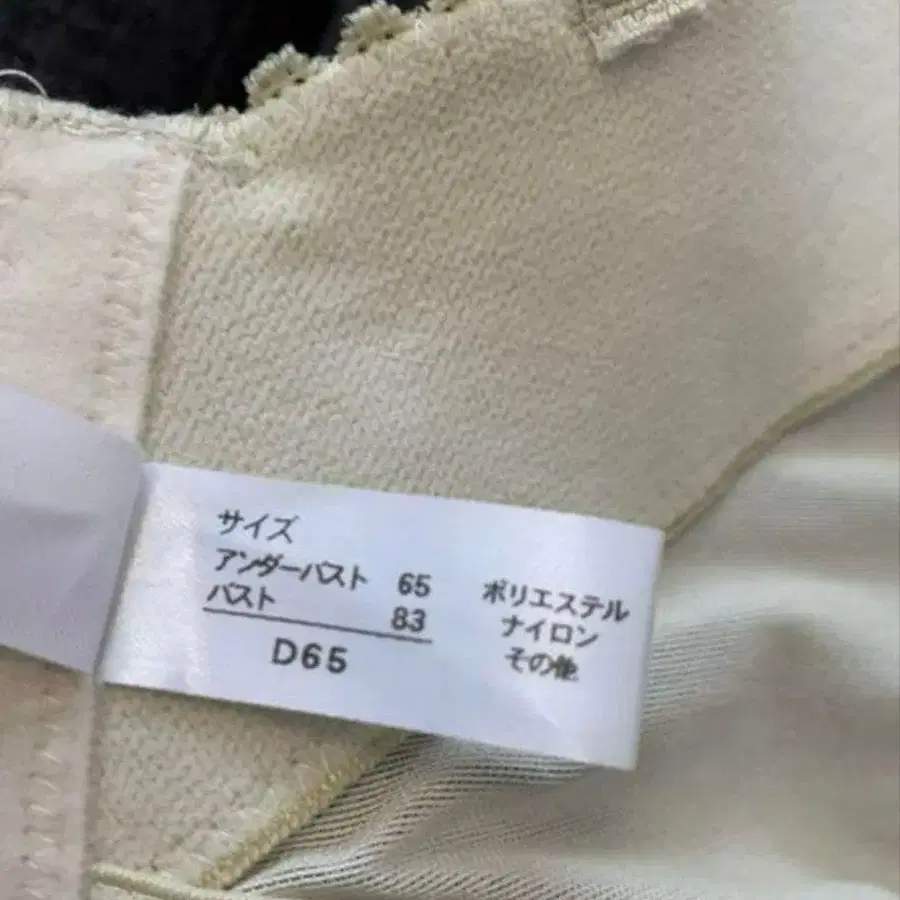 サイズ
アンダーバスト 65
バスト 83
D65
ポリエステル
ナイロン
その他